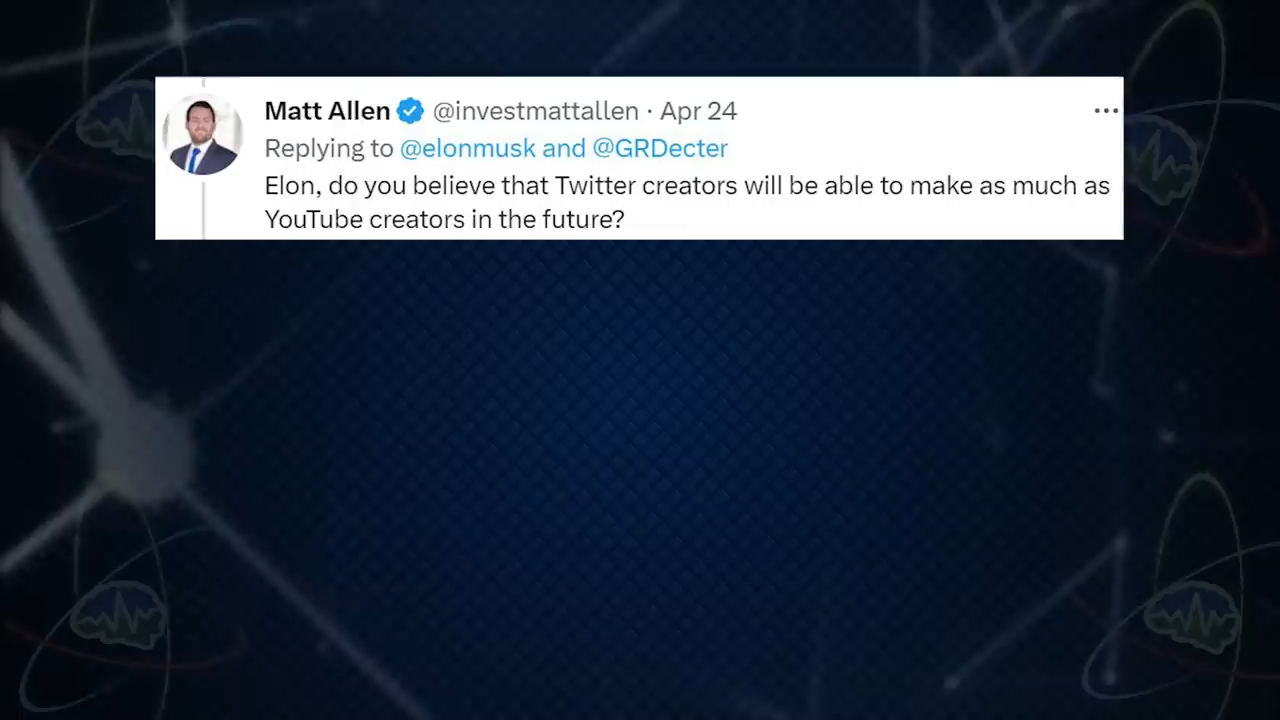 Matt Allen @investmattallen · Apr 24
Replying to @elonmusk and @GRDecter
Elon, do you believe that Twitter creators will be able to make as much as
YouTube creators in the future?